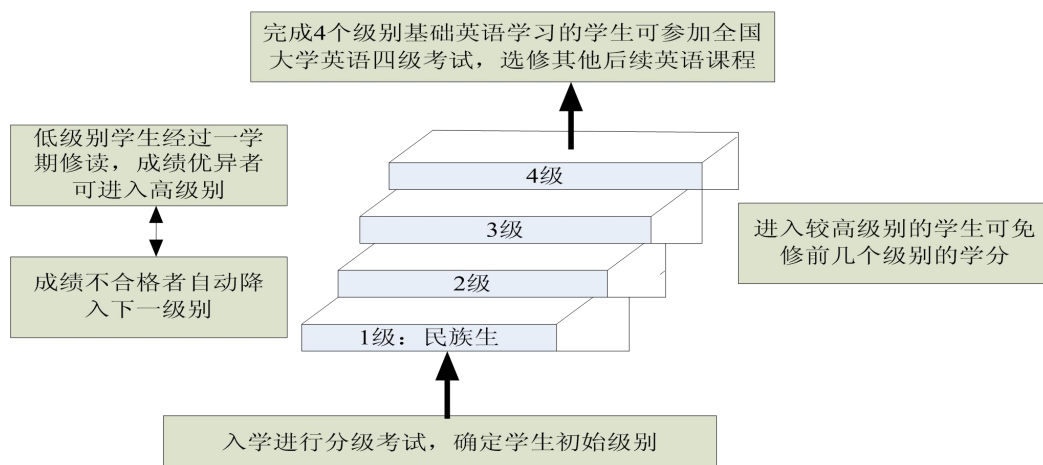 完成4个级别基础英语学习的学生可参加全国
大学英语四级考试，选修其他后续英语课程
低级别学生经过一学
期修读，成绩优异者
可进入高级别
4级
3级
进入较高级别的学生可免
修前几个级别的学分
成绩不合格者自动降
入下一级别
2级
1级：民族生
入学进行分级考试，确定学生初始级别